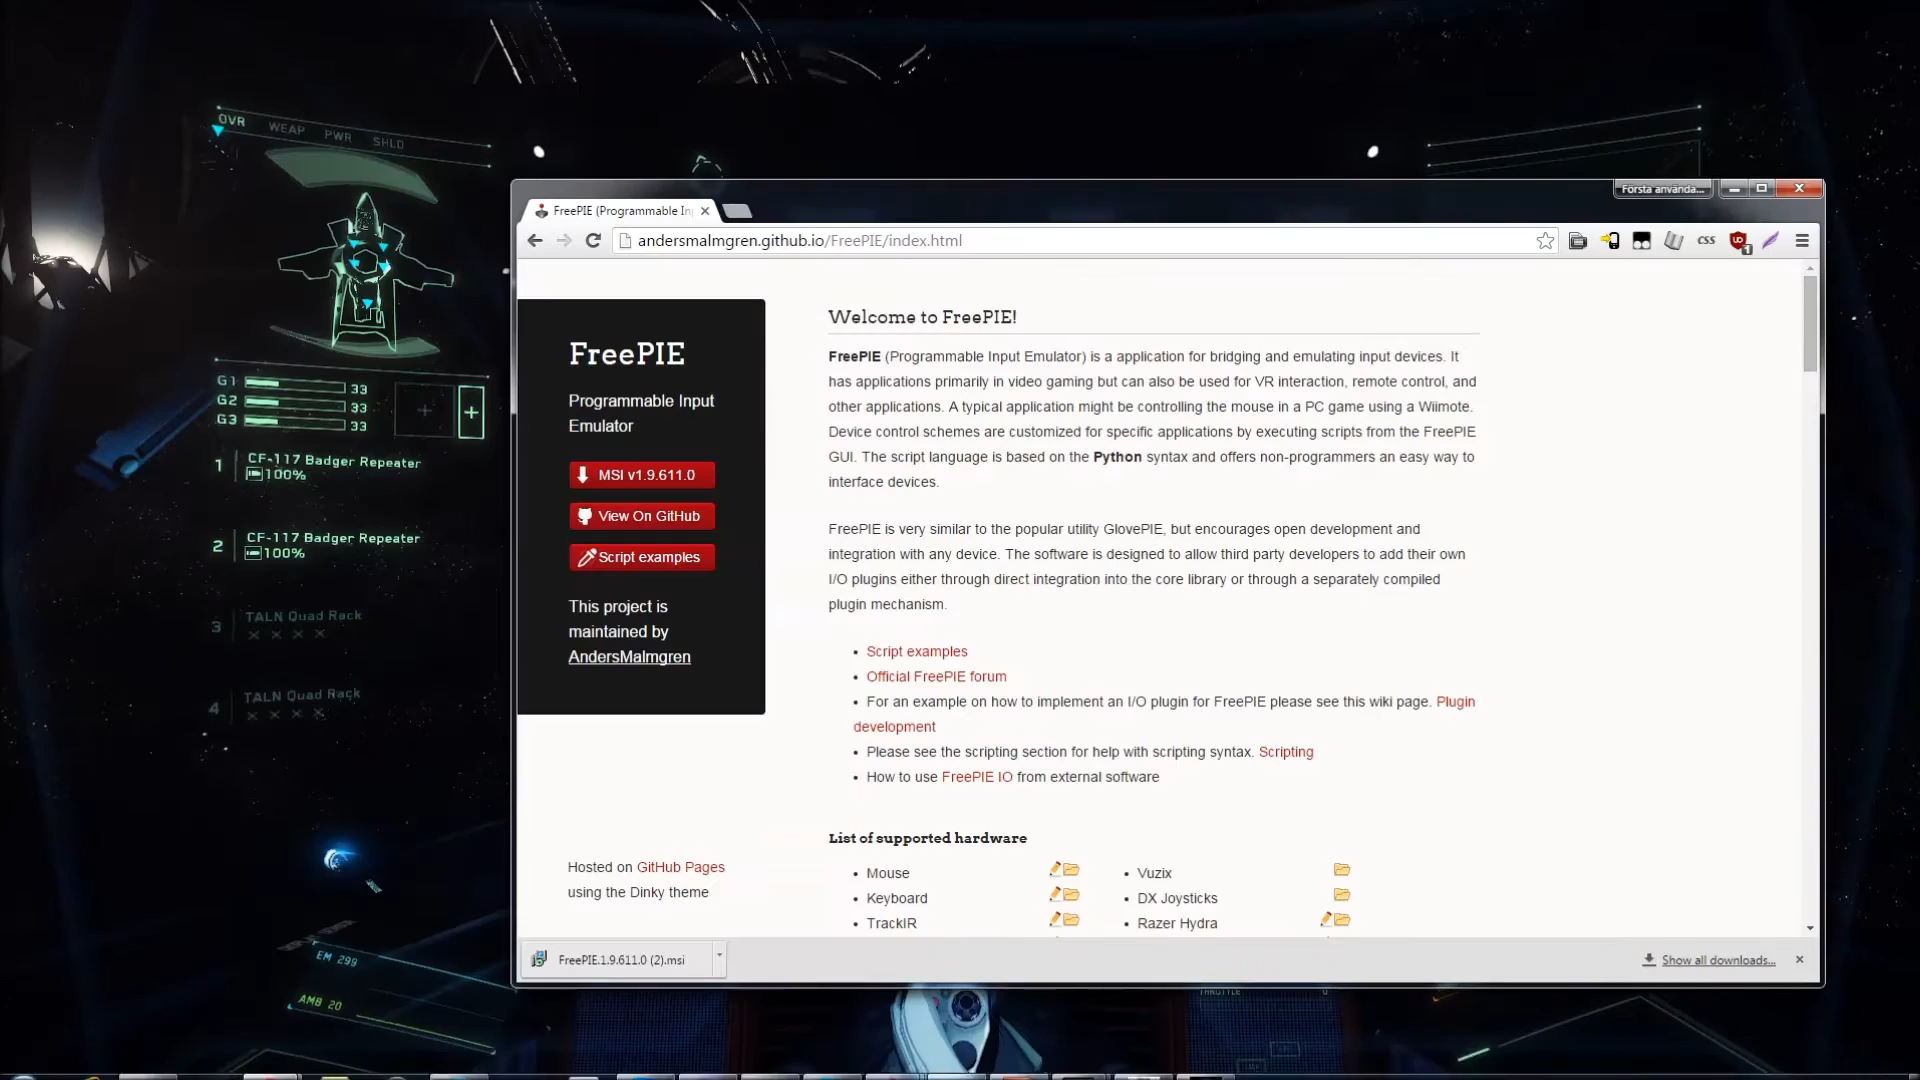 OVR WEAP PWR SHLD
G1 33
G2 33
G3 33
1 CF-117 Badger Repeater
100%
2 CF-117 Badger Repeater
100%
3 TALN Quad Rack
4 TALN Quad Rack
EM 299
AMB 20
THROTTLE 0
Första använda...
FreePIE (Programmable In
andersmalmgren.github.io/FreePIE/index.html
CSS
FreePIE
Programmable Input
Emulator
MSI v1.9.611.0
View On GitHub
Script examples
This project is
maintained by
AndersMalmgren
Hosted on GitHub Pages
using the Dinky theme
Welcome to FreePIE!
FreePIE (Programmable Input Emulator) is a application for bridging and emulating input devices. It
has applications primarily in video gaming but can also be used for VR interaction, remote control, and
other applications. A typical application might be controlling the mouse in a PC game using a Wiimote.
Device control schemes are customized for specific applications by executing scripts from the FreePIE
GUI. The script language is based on the Python syntax and offers non-programmers an easy way to
interface devices.
FreePIE is very similar to the popular utility GlovePIE, but encourages open development and
integration with any device. The software is designed to allow third party developers to add their own
I/O plugins either through direct integration into the core library or through a separately compiled
plugin mechanism.
• Script examples
• Official FreePIE forum
• For an example on how to implement an I/O plugin for FreePIE please see this wiki page. Plugin
development
• Please see the scripting section for help with scripting syntax. Scripting
• How to use FreePIE IO from external software
List of supported hardware
• Mouse
• Keyboard
• TrackIR
• Vuzix
• DX Joysticks
• Razer Hydra
FreePIE.1.9.611.0 (2).msi
Show all downloads...